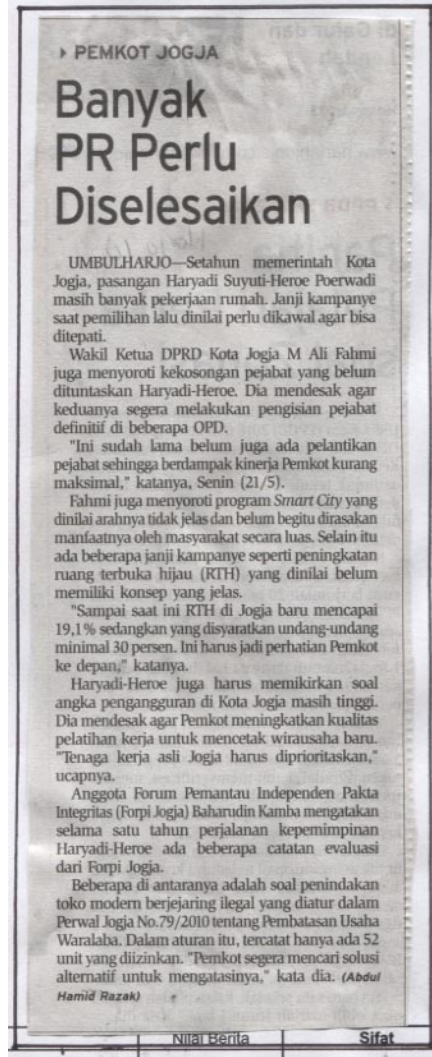 ▸ PEMKOT JOGJA
Banyak
PR Perlu
Diselesaikan
UMBULHARJO—Setahun memerintah Kota
Jogja, pasangan Haryadi Suyuti-Heroe Poerwadi
masih banyak pekerjaan rumah. Janji kampanye
saat pemilihan lalu dinilai perlu dikawal agar bisa
ditepati.
Wakil Ketua DPRD Kota Jogja M Ali Fahmi
juga menyoroti kekosongan pejabat yang belum
dituntaskan Haryadi-Heroe. Dia mendesak agar
keduanya segera melakukan pengisian pejabat
definitif di beberapa OPD.
"Ini sudah lama belum juga ada pelantikan
pejabat sehingga berdampak kinerja Pemkot kurang
maksimal," katanya, Senin (21/5).
Fahmi juga menyoroti program Smart City yang
dinilai arahnya tidak jelas dan belum begitu dirasakan
manfaatnya oleh masyarakat secara luas. Selain itu
ada beberapa janji kampanye seperti peningkatan
ruang terbuka hijau (RTH) yang dinilai belum
memiliki konsep yang jelas.
"Sampai saat ini RTH di Jogja baru mencapai
19,1% sedangkan yang disyaratkan undang-undang
minimal 30 persen. Ini harus jadi perhatian Pemkot
ke depan," katanya.
Haryadi-Heroe juga harus memikirkan soal
angka pengangguran di Kota Jogja masih tinggi.
Dia mendesak agar Pemkot meningkatkan kualitas
pelatihan kerja untuk mencetak wirausaha baru.
"Tenaga kerja asli Jogja harus diprioritaskan,"
ucapnya.
Anggota Forum Pemantau Independen Pakta
Integritas (Forpi Jogja) Baharudin Kamba mengatakan
selama satu tahun perjalanan kepemimpinan
Haryadi-Heroe ada beberapa catatan evaluasi
dari Forpi Jogja.
Beberapa di antaranya adalah soal penindakan
toko modern berjejaring ilegal yang diatur dalam
Perwal Jogja No.79/2010 tentang Pembatasan Usaha
Waralaba. Dalam aturan itu, tercatat hanya ada 52
unit yang diizinkan. "Pemkot segera mencari solusi
alternatif untuk mengatasinya," kata dia. (Abdul
Hamid Razak)
Nilai Berita Sifat